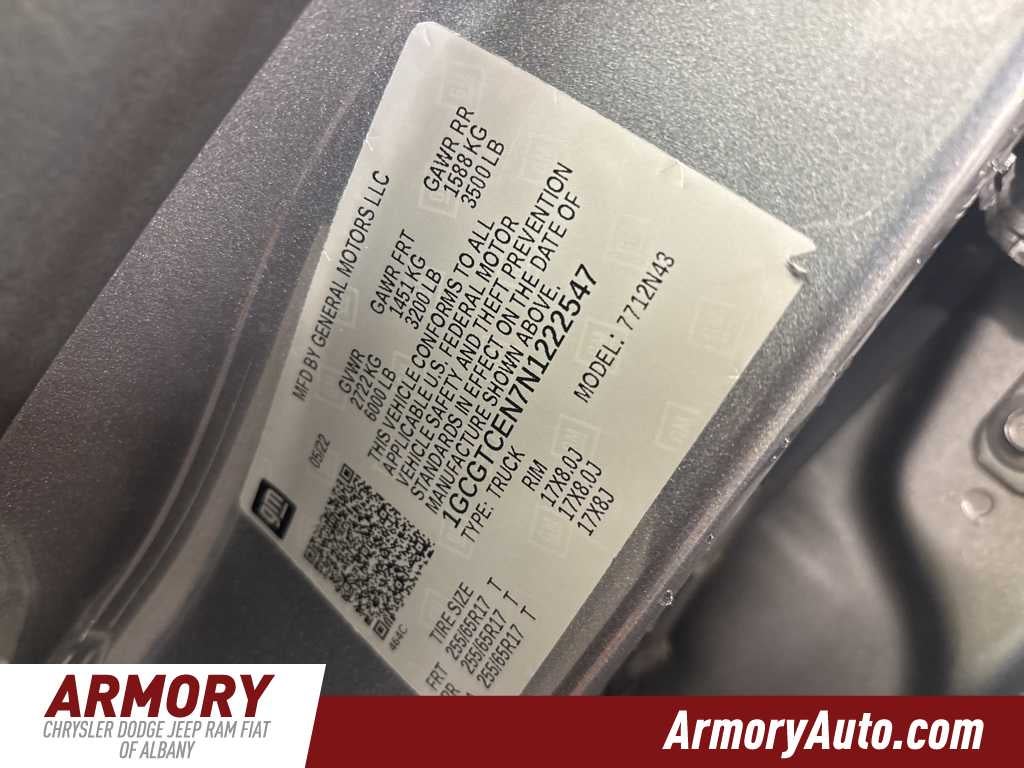 MFD BY GENERAL MOTORS LLC
05/22
GM
GVWR
2722 KG
6000 LB
GAWR FRT
1451 KG
3200 LB
GAWR RR
1588 KG
3500 LB
THIS VEHICLE CONFORMS TO ALL
APPLICABLE U.S. FEDERAL MOTOR
VEHICLE SAFETY AND THEFT PREVENTION
STANDARDS IN EFFECT ON THE DATE OF
MANUFACTURE SHOWN ABOVE.
1GCGTCEN7N1222547
TYPE: TRUCK
MODEL: 7712N43
464C
TIRE SIZE RIM
FRT 255/65R17 T 17X8.0J
RR 255/65R17 T 17X8.0J
255/65R17 T 17X8J
ARMORY
CHRYSLER DODGE JEEP RAM FIAT
OF ALBANY
ArmoryAuto.com